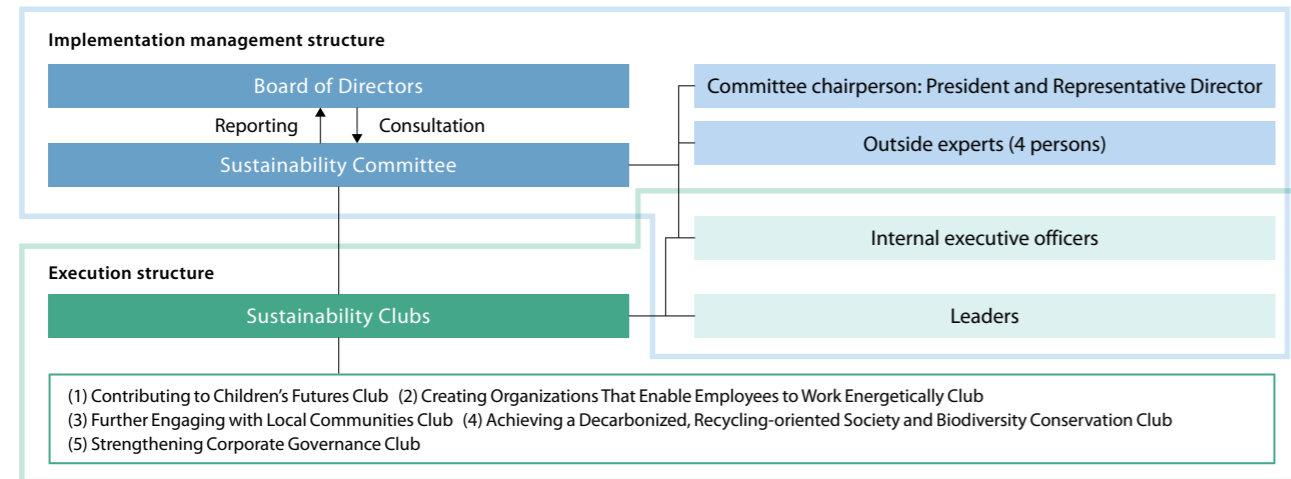 Implementation management structure
Board of Directors
Reporting
Consultation
Sustainability Committee
Committee chairperson: President and Representative Director
Outside experts (4 persons)
Internal executive officers
Execution structure
Sustainability Clubs
Leaders
(1) Contributing to Children’s Futures Club (2) Creating Organizations That Enable Employees to Work Energetically Club
(3) Further Engaging with Local Communities Club (4) Achieving a Decarbonized, Recycling-oriented Society and Biodiversity Conservation Club
(5) Strengthening Corporate Governance Club